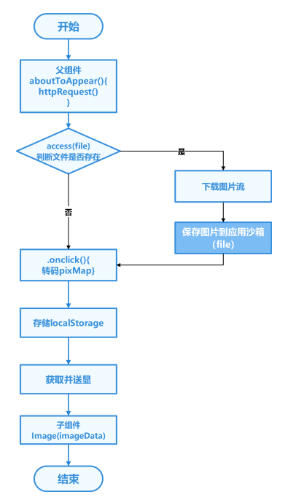 开始
父组件
aboutToAppear(){
httpRequest()
}
access(file)
判断文件是否存在
是
下载图片流
保存图片到应用沙箱
(file)
否
.onclick(){
转码pixMap}
存储localStorage
获取并送显
子组件
Image(imageData)
结束